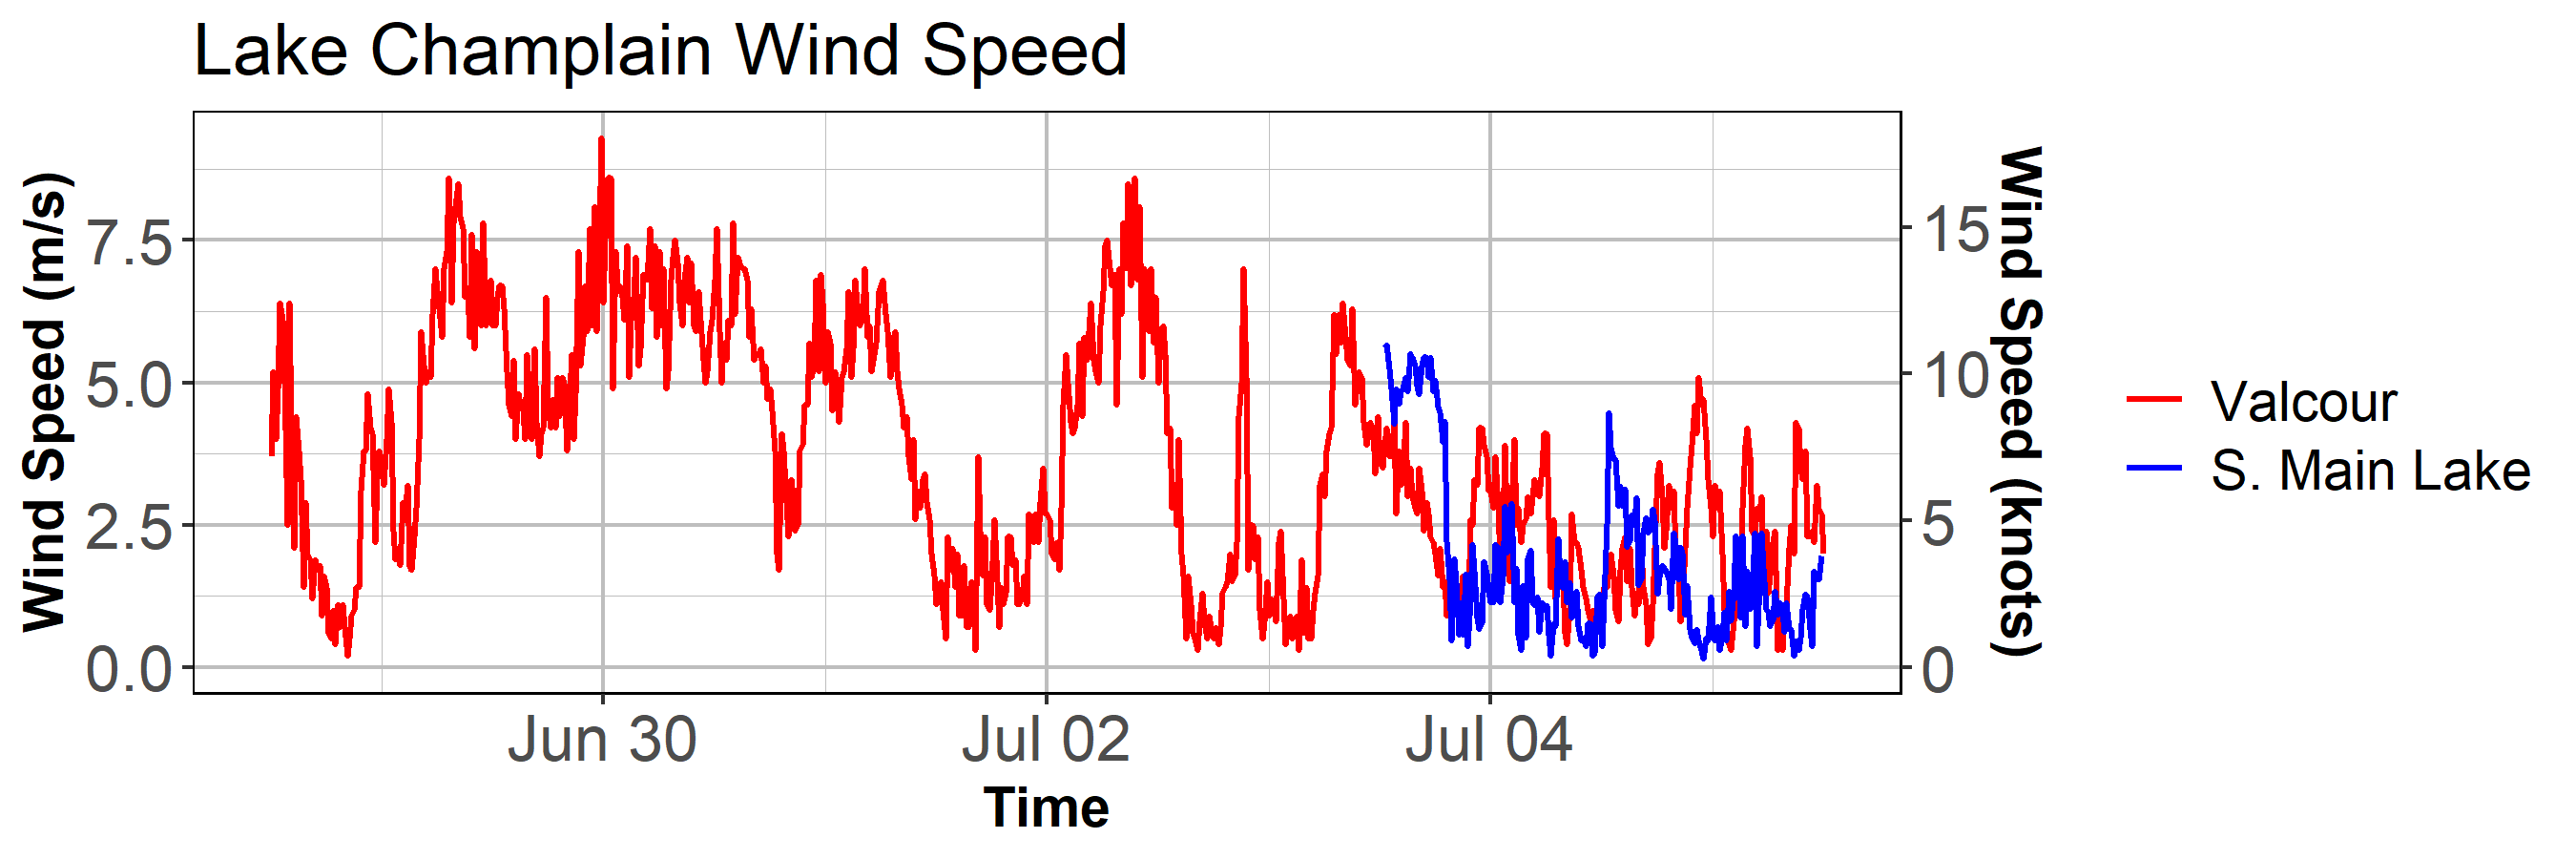 Lake Champlain Wind Speed
Wind Speed (m/s)
7.5
5.0
2.5
0.0
15
10
5
0
Wind Speed (knots)
Jun 30
Jul 02
Jul 04
Time
Valcour
S. Main Lake